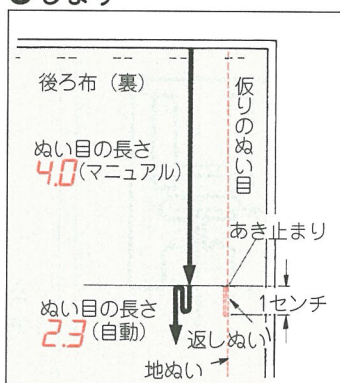 します
後ろ布（裏）
仮りのぬい目
ぬい目の長さ
4.0(マニュアル)
あき止まり
1センチ
ぬい目の長さ
2.3(自動)
返しぬい
地ぬい